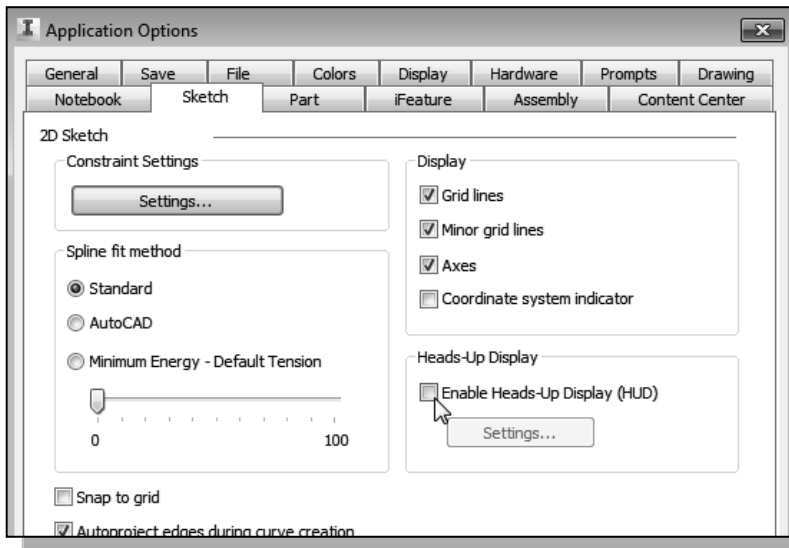 Application Options
General Save File Colors Display Hardware Prompts Drawing
Notebook Sketch Part iFeature Assembly Content Center
2D Sketch
Constraint Settings
Settings...
Spline fit method
Standard
AutoCAD
Minimum Energy - Default Tension
0 100
Snap to grid
Autoproject edges during curve creation
Display
Grid lines
Minor grid lines
Axes
Coordinate system indicator
Heads-Up Display
Enable Heads-Up Display (HUD)
Settings...